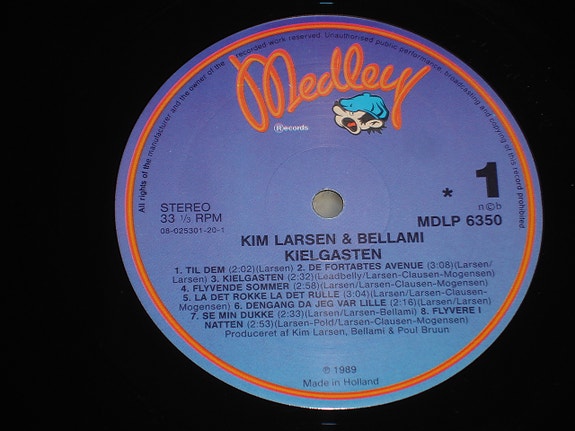 All rights of the manufacturer and the owner of the recorded work reserved. Unauthorised public performance, broadcasting and copying of this record prohibited
Medley
Records
STEREO
33 ⅓ RPM
08-025301-20-1
* 1
n©b
MDLP 6350
KIM LARSEN & BELLAMI
KIELGASTEN
1. TIL DEM (2:02)(Larsen) 2. DE FORTABTES AVENUE (3:08)(Larsen/
Larsen) 3. KIELGASTEN (2:32)(Leadbelly/Larsen-Clausen-Mogensen)
4. FLYVENDE SOMMER (2:58)(Larsen/Larsen-Clausen-Mogensen)
5. LA DET ROKKE LA DET RULLE (3:04)(Larsen/Larsen-Clausen-
Mogensen) 6. DENGANG DA JEG VAR LILLE (2:16)(Larsen/Larsen)
7. SE MIN DUKKE (2:33)(Larsen/Larsen-Bellami) 8. FLYVERE I
NATTEN (2:53)(Larsen-Pold/Larsen-Clausen-Mogensen)
Produceret af Kim Larsen, Bellami & Poul Bruun
℗ 1989
Made in Holland